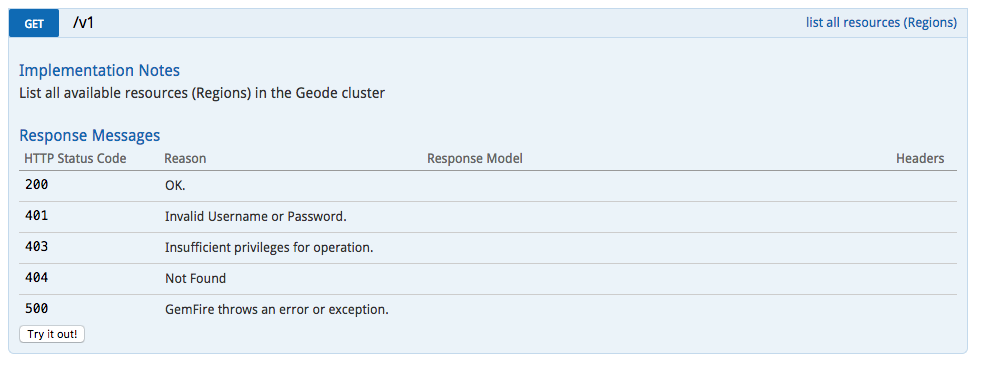 GET /v1 list all resources (Regions)
Implementation Notes
List all available resources (Regions) in the Geode cluster
Response Messages
HTTP Status Code Reason Response Model Headers
200 OK.
401 Invalid Username or Password.
403 Insufficient privileges for operation.
404 Not Found
500 GemFire throws an error or exception.
Try it out!